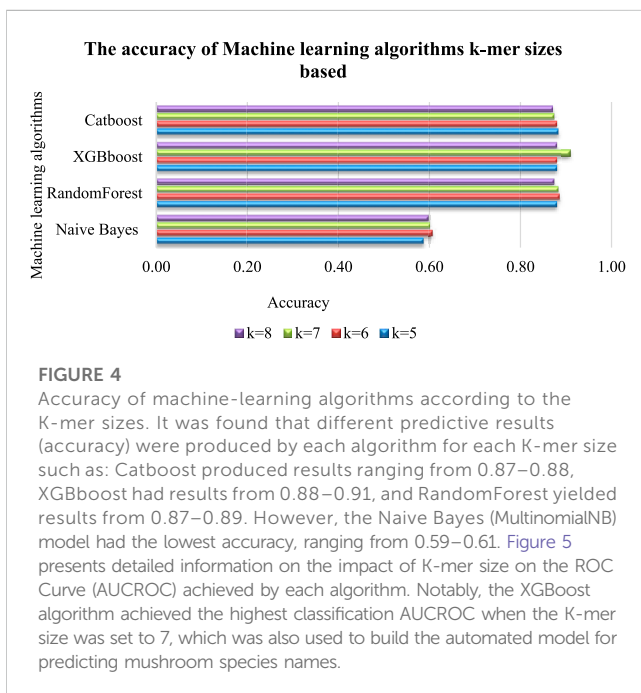 The accuracy of Machine learning algorithms k-mer sizes
based
Machine learning algorithms
Catboost
XGBboost
RandomForest
Naive Bayes
0.00 0.20 0.40 0.60 0.80 1.00
Accuracy
k=8 k=7 k=6 k=5
FIGURE 4
Accuracy of machine-learning algorithms according to the
K-mer sizes. It was found that different predictive results
(accuracy) were produced by each algorithm for each K-mer size
such as: Catboost produced results ranging from 0.87–0.88,
XGBboost had results from 0.88–0.91, and RandomForest yielded
results from 0.87–0.89. However, the Naive Bayes (MultinomialNB)
model had the lowest accuracy, ranging from 0.59–0.61. Figure 5
presents detailed information on the impact of K-mer size on the ROC
Curve (AUCROC) achieved by each algorithm. Notably, the XGBoost
algorithm achieved the highest classification AUCROC when the K-mer
size was set to 7, which was also used to build the automated model for
predicting mushroom species names.